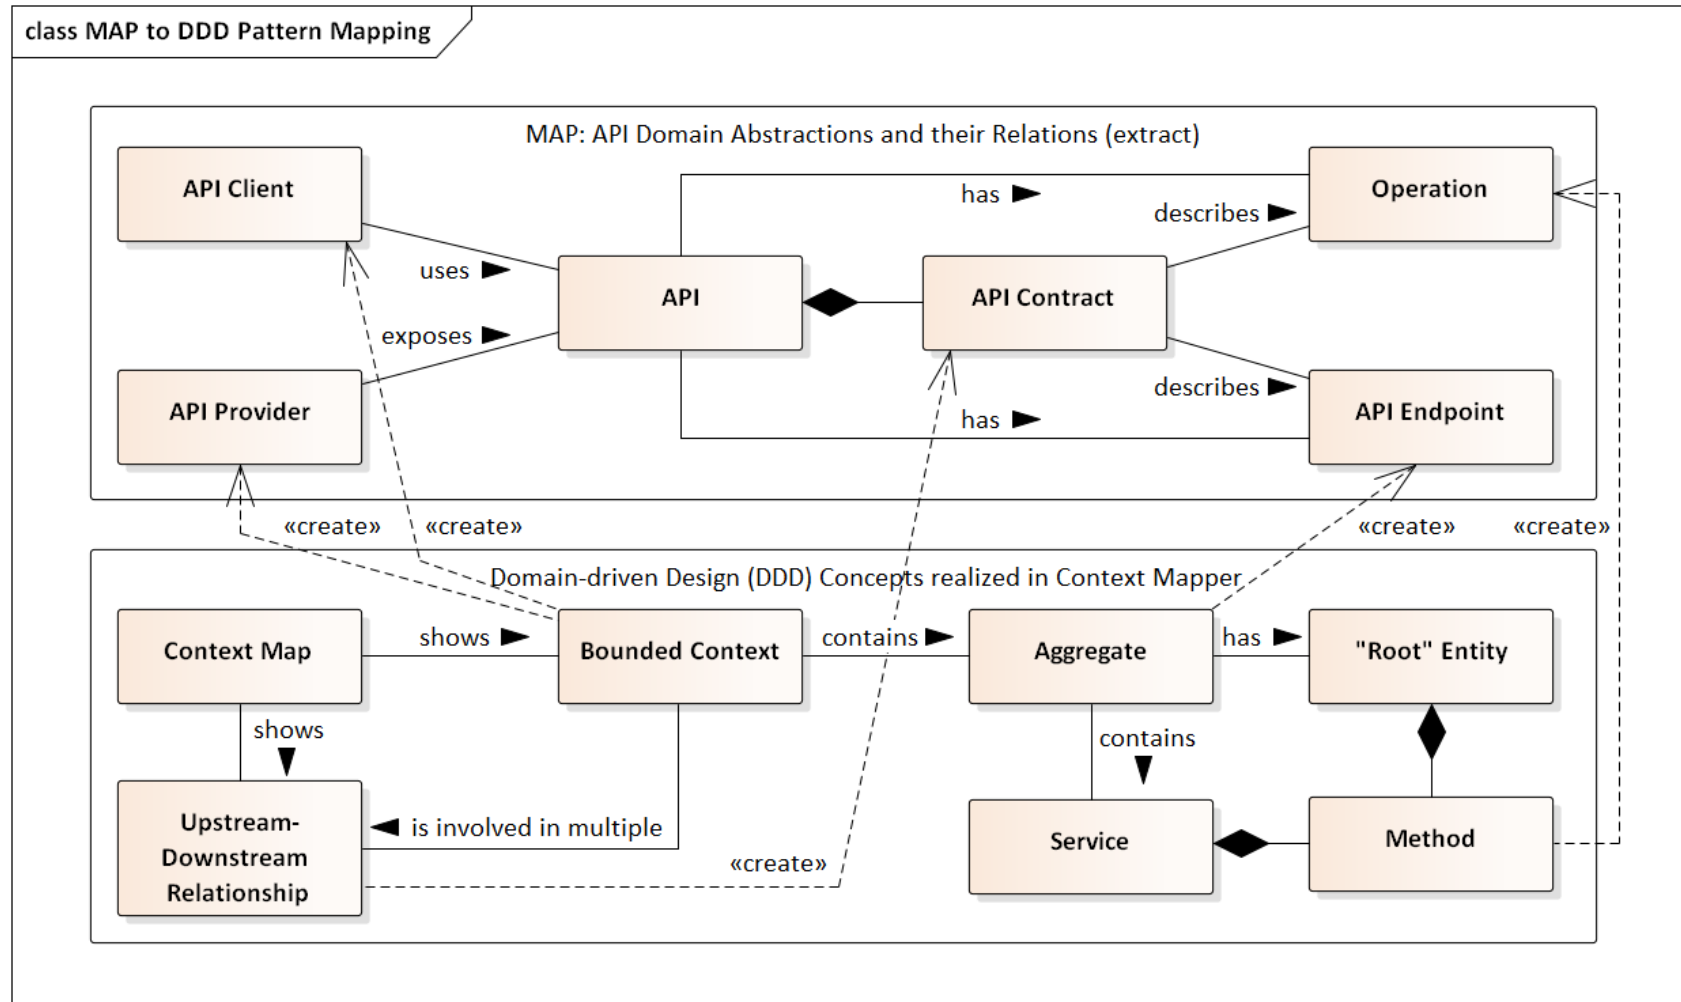 class MAP to DDD Pattern Mapping
MAP: API Domain Abstractions and their Relations (extract)
API Client
Operation
has
describes
uses
API
API Contract
exposes
API Provider
describes
API Endpoint
has
«create»
«create»
«create»
«create»
Domain-driven Design (DDD) Concepts realized in Context Mapper
Context Map
shows
Bounded Context
contains
Aggregate
has
"Root" Entity
shows
contains
Upstream-
Downstream
Relationship
is involved in multiple
Service
Method
«create»